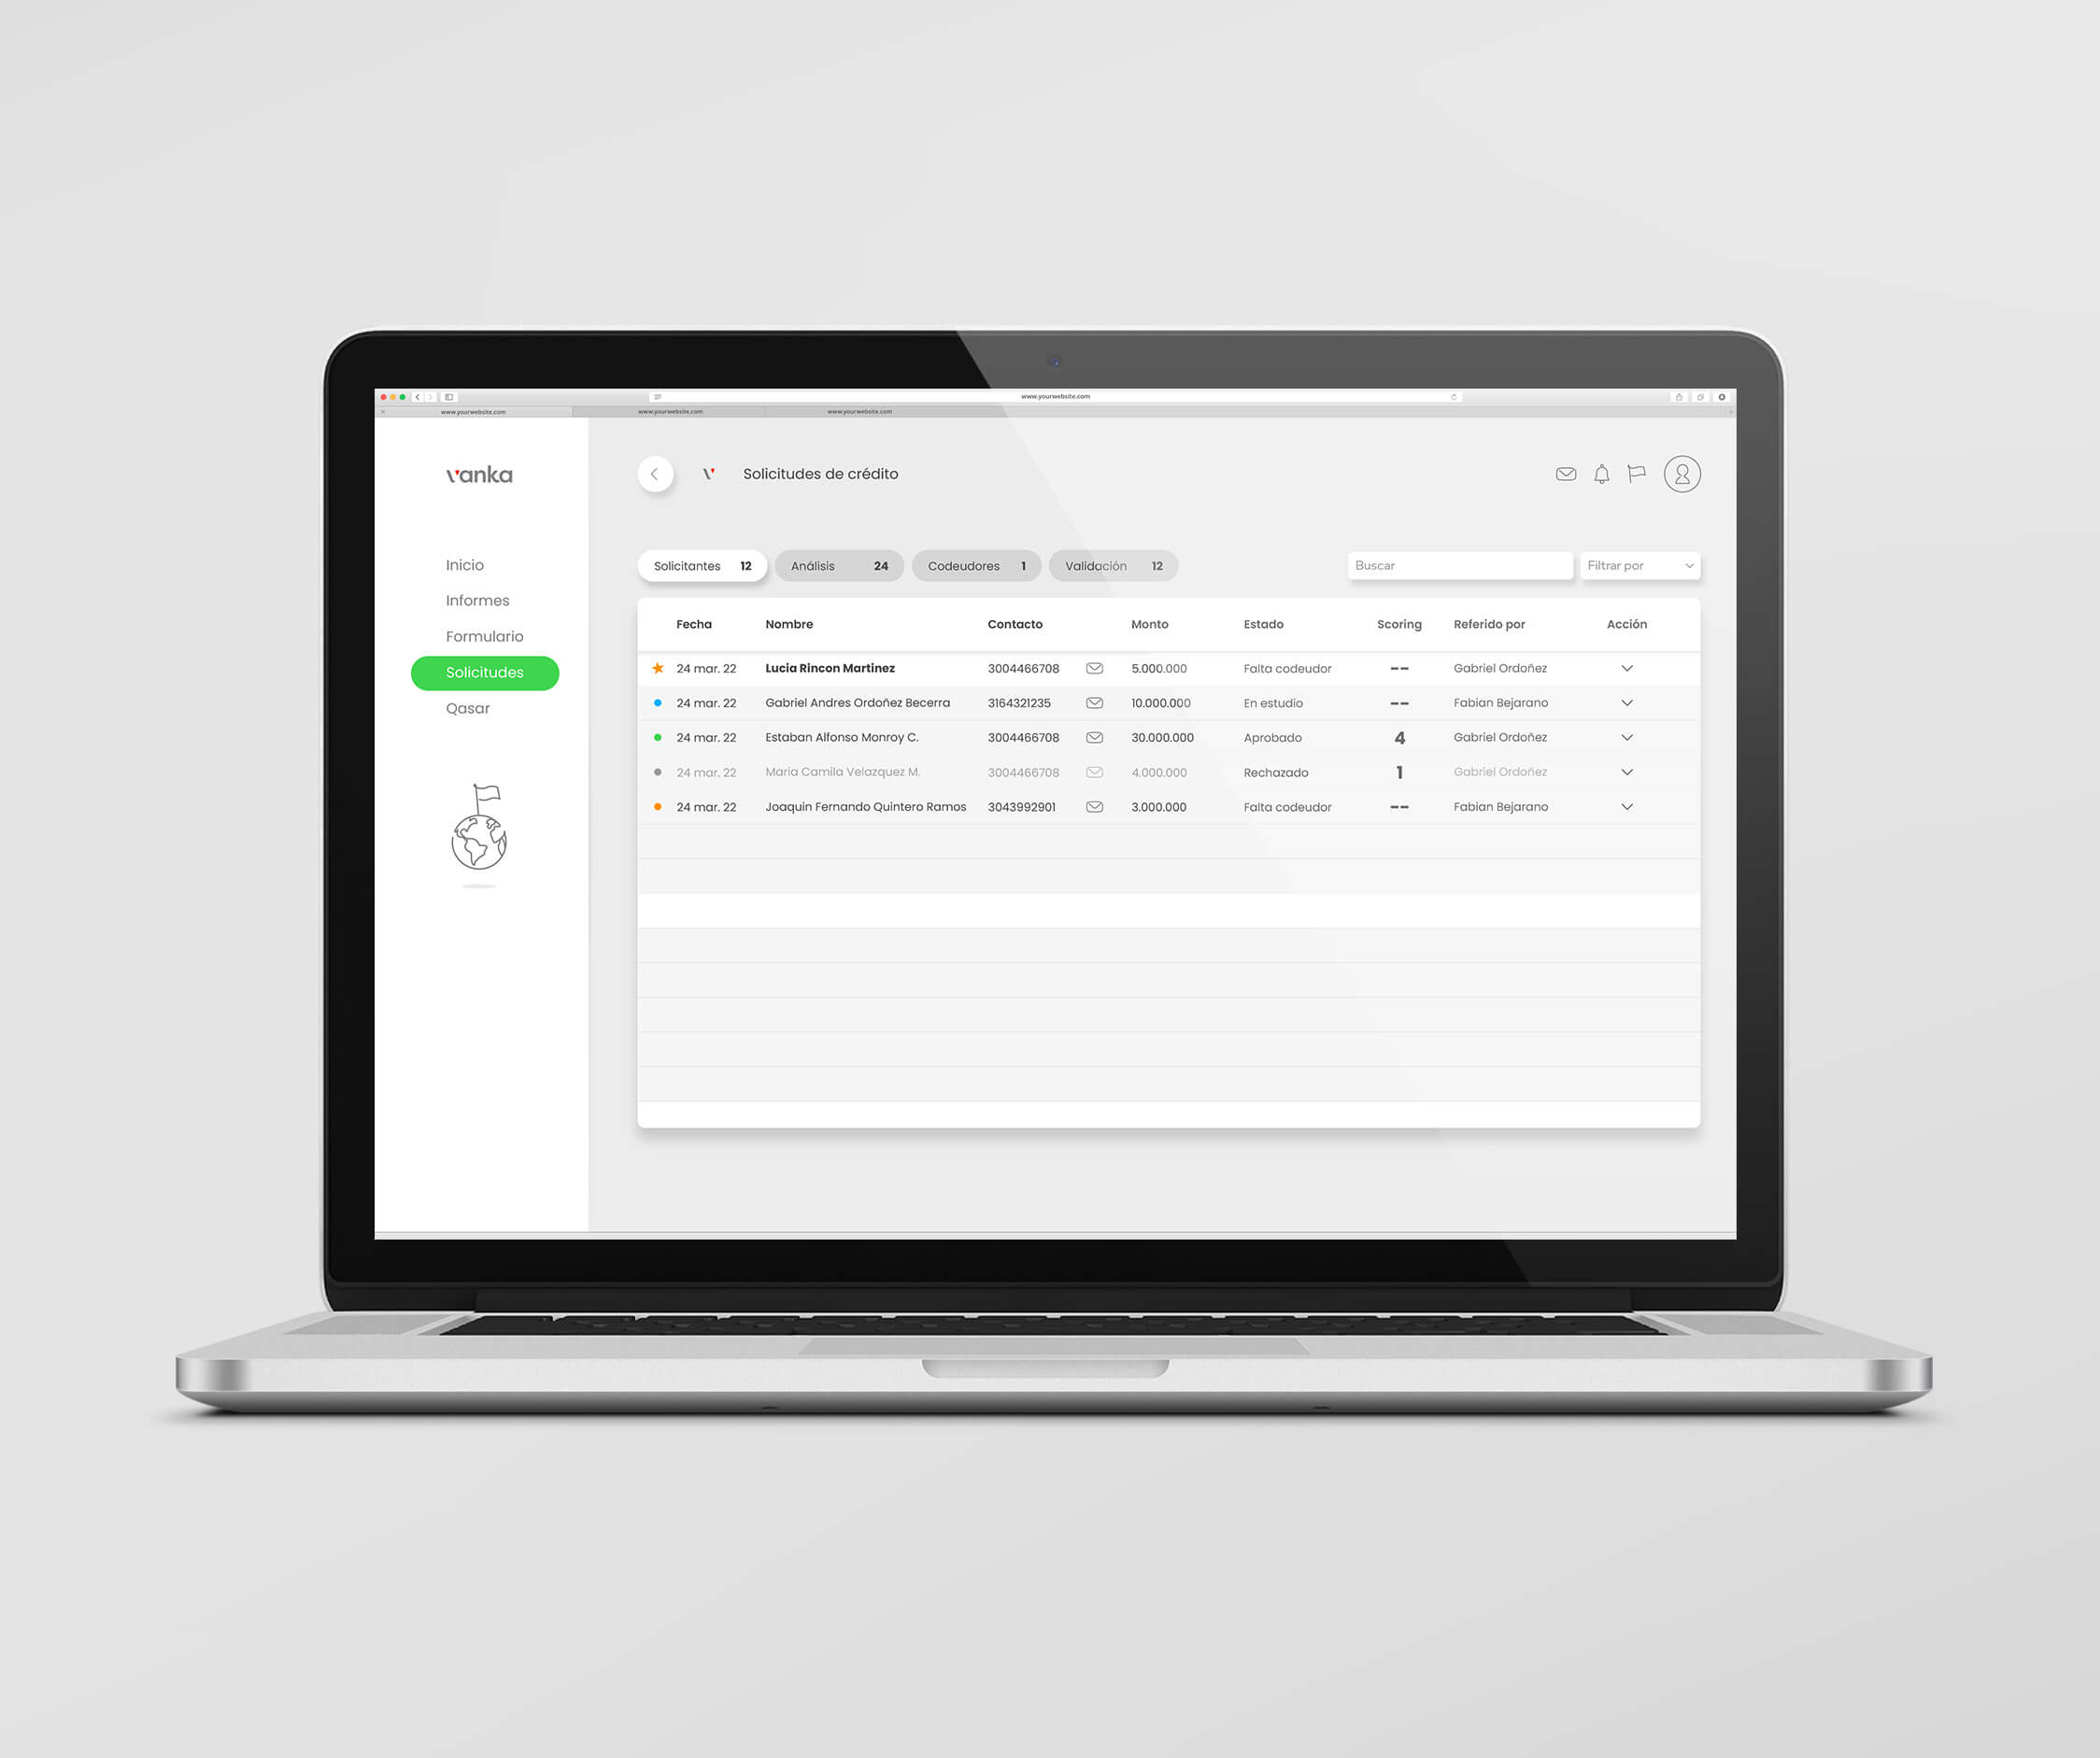 www.yourwebsite.com
www.yourwebsite.com www.yourwebsite.com www.yourwebsite.com
vanka
Solicitudes de crédito
Inicio
Informes
Formulario
Solicitudes
Qasar
Solicitantes 12 Análisis 24 Codeudores 1 Validación 12 Buscar Filtrar por
Fecha Nombre Contacto Monto Estado Scoring Referido por Acción
24 mar. 22 Lucia Rincon Martinez 3004466708 5.000.000 Falta codeudor -- Gabriel Ordoñez
24 mar. 22 Gabriel Andres Ordoñez Becerra 3164321235 10.000.000 En estudio -- Fabian Bejarano
24 mar. 22 Estaban Alfonso Monroy C. 3004466708 30.000.000 Aprobado 4 Gabriel Ordoñez
24 mar. 22 Maria Camila Velazquez M. 3004466708 4.000.000 Rechazado 1 Gabriel Ordoñez
24 mar. 22 Joaquin Fernando Quintero Ramos 3043992901 3.000.000 Falta codeudor -- Fabian Bejarano